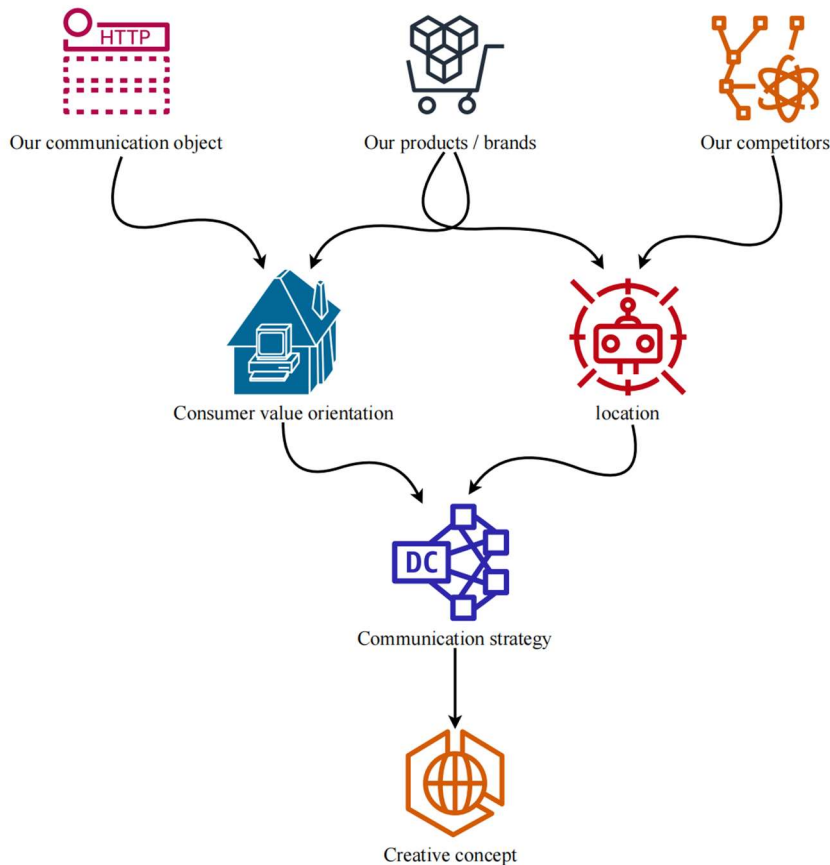 HTTP
Our communication object
Our products / brands
Our competitors
Consumer value orientation
location
DC
Communication strategy
Creative concept